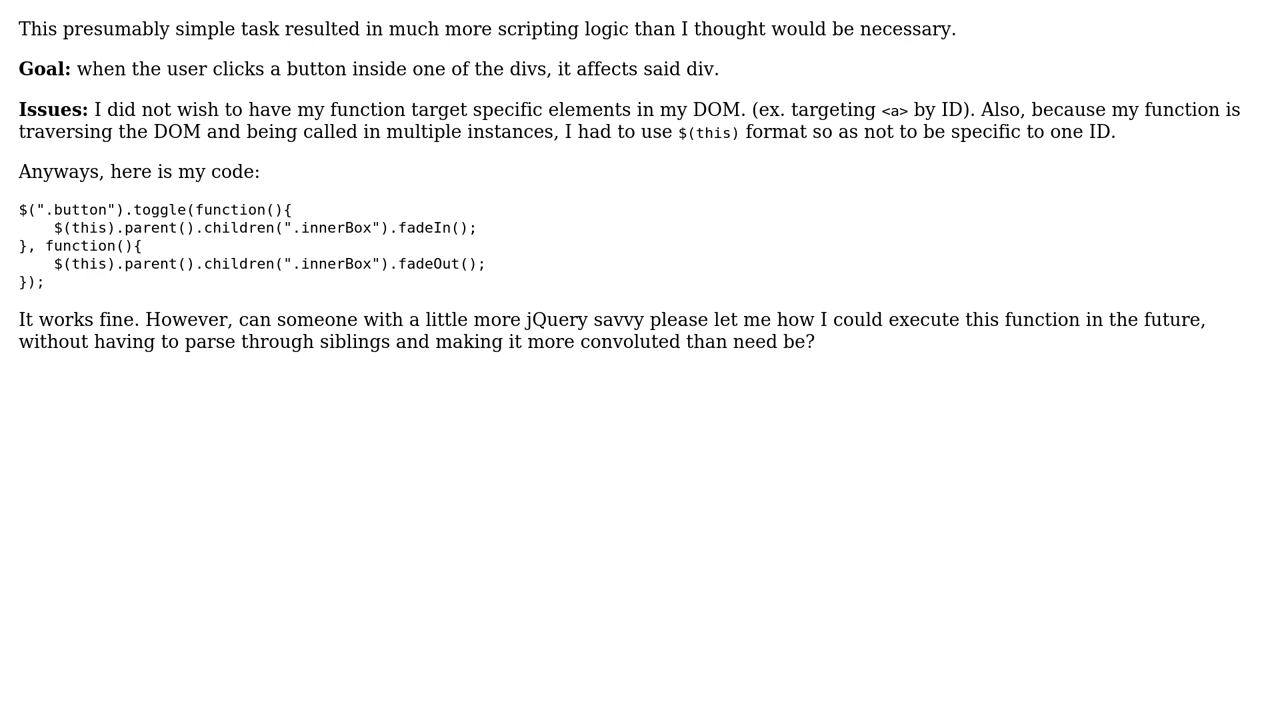 This presumably simple task resulted in much more scripting logic than I thought would be necessary.
Goal: when the user clicks a button inside one of the divs, it affects said div.
Issues: I did not wish to have my function target specific elements in my DOM. (ex. targeting <a> by ID). Also, because my function is
traversing the DOM and being called in multiple instances, I had to use $(this) format so as not to be specific to one ID.
Anyways, here is my code:
$(".button").toggle(function(){
    $(this).parent().children(".innerBox").fadeIn();
}, function(){
    $(this).parent().children(".innerBox").fadeOut();
});
It works fine. However, can someone with a little more jQuery savvy please let me how I could execute this function in the future,
without having to parse through siblings and making it more convoluted than need be?